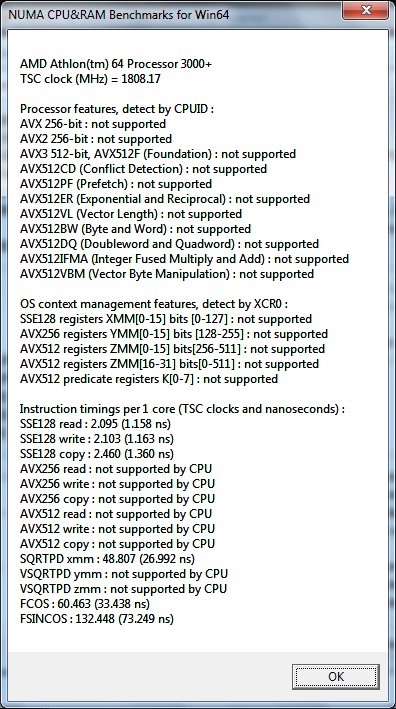 NUMA CPU&RAM Benchmarks for Win64
AMD Athlon(tm) 64 Processor 3000+
TSC clock (MHz) = 1808.17
Processor features, detect by CPUID :
AVX 256-bit : not supported
AVX2 256-bit : not supported
AVX3 512-bit, AVX512F (Foundation) : not supported
AVX512CD (Conflict Detection) : not supported
AVX512PF (Prefetch) : not supported
AVX512ER (Exponential and Reciprocal) : not supported
AVX512VL (Vector Length) : not supported
AVX512BW (Byte and Word) : not supported
AVX512DQ (Doubleword and Quadword) : not supported
AVX512IFMA (Integer Fused Multiply and Add) : not supported
AVX512VBM (Vector Byte Manipulation) : not supported
OS context management features, detect by XCR0 :
SSE128 registers XMM[0-15] bits [0-127] : not supported
AVX256 registers YMM[0-15] bits [128-255] : not supported
AVX512 registers ZMM[0-15] bits[256-511] : not supported
AVX512 registers ZMM[16-31] bits[0-511] : not supported
AVX512 predicate registers K[0-7] : not supported
Instruction timings per 1 core (TSC clocks and nanoseconds) :
SSE128 read : 2.095 (1.158 ns)
SSE128 write : 2.103 (1.163 ns)
SSE128 copy : 2.460 (1.360 ns)
AVX256 read : not supported by CPU
AVX256 write : not supported by CPU
AVX256 copy : not supported by CPU
AVX512 read : not supported by CPU
AVX512 write : not supported by CPU
AVX512 copy : not supported by CPU
SQRTPD xmm : 48.807 (26.992 ns)
VSQRTPD ymm : not supported by CPU
VSQRTPD zmm : not supported by CPU
FCOS : 60.463 (33.438 ns)
FSINCOS : 132.448 (73.249 ns)
OK